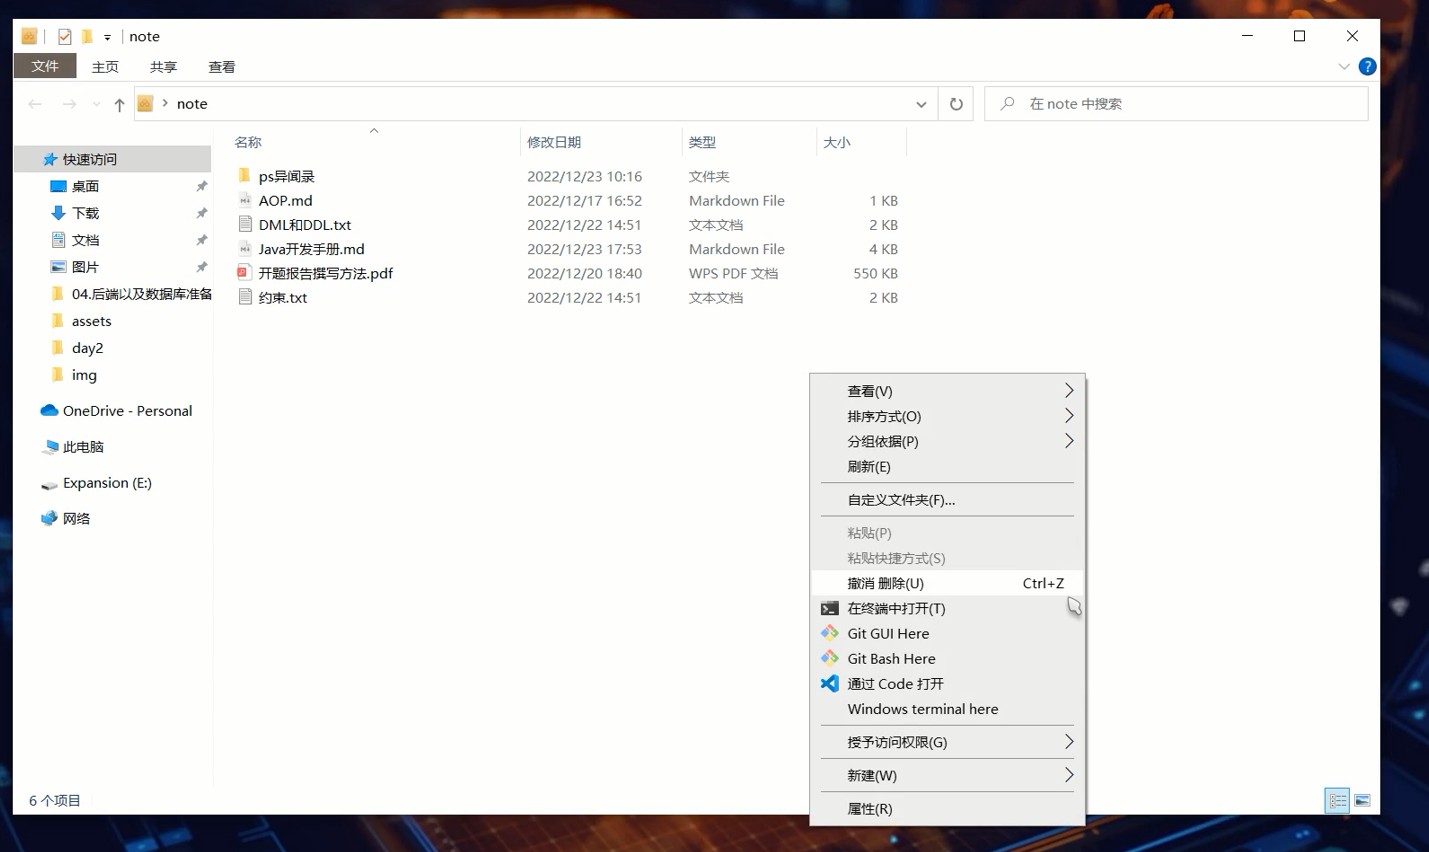 note
文件 主页 共享 查看
note
在 note 中搜索
名称 修改日期 类型 大小
快速访问
桌面
下载
文档
图片
04.后端以及数据库准备
assets
day2
img
OneDrive - Personal
此电脑
Expansion (E:)
网络
ps异闻录 2022/12/23 10:16 文件夹
AOP.md 2022/12/17 16:52 Markdown File 1 KB
DML和DDL.txt 2022/12/22 14:51 文本文档 2 KB
Java开发手册.md 2022/12/23 17:53 Markdown File 4 KB
开题报告撰写方法.pdf 2022/12/20 18:40 WPS PDF 文档 550 KB
约束.txt 2022/12/22 14:51 文本文档 2 KB
查看(V)
排序方式(O)
分组依据(P)
刷新(E)
自定义文件夹(F)...
粘贴(P)
粘贴快捷方式(S)
撤消 删除(U) Ctrl+Z
在终端中打开(T)
Git GUI Here
Git Bash Here
通过 Code 打开
Windows terminal here
授予访问权限(G)
新建(W)
属性(R)
6 个项目